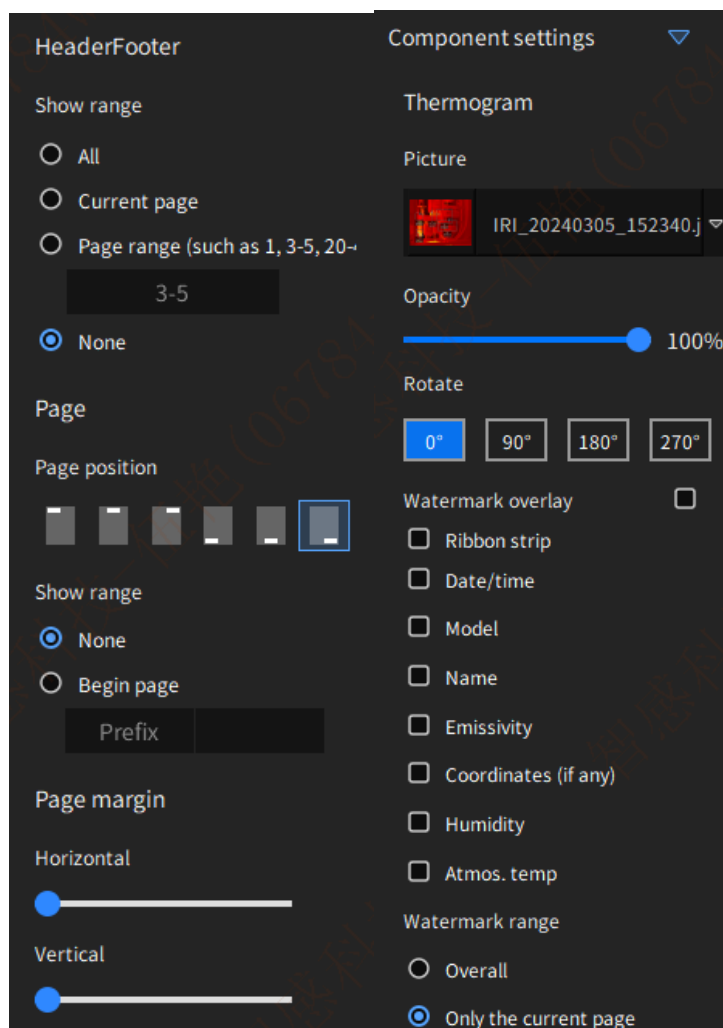 HeaderFooter
Show range
All
Current page
Page range (such as 1, 3-5, 20-
3-5
None
Page
Page position
Show range
None
Begin page
Prefix
Page margin
Horizontal
Vertical
Component settings
Thermogram
Picture
IRI_20240305_152340.j
Opacity
100%
Rotate
0° 90° 180° 270°
Watermark overlay
Ribbon strip
Date/time
Model
Name
Emissivity
Coordinates (if any)
Humidity
Atmos. temp
Watermark range
Overall
Only the current page